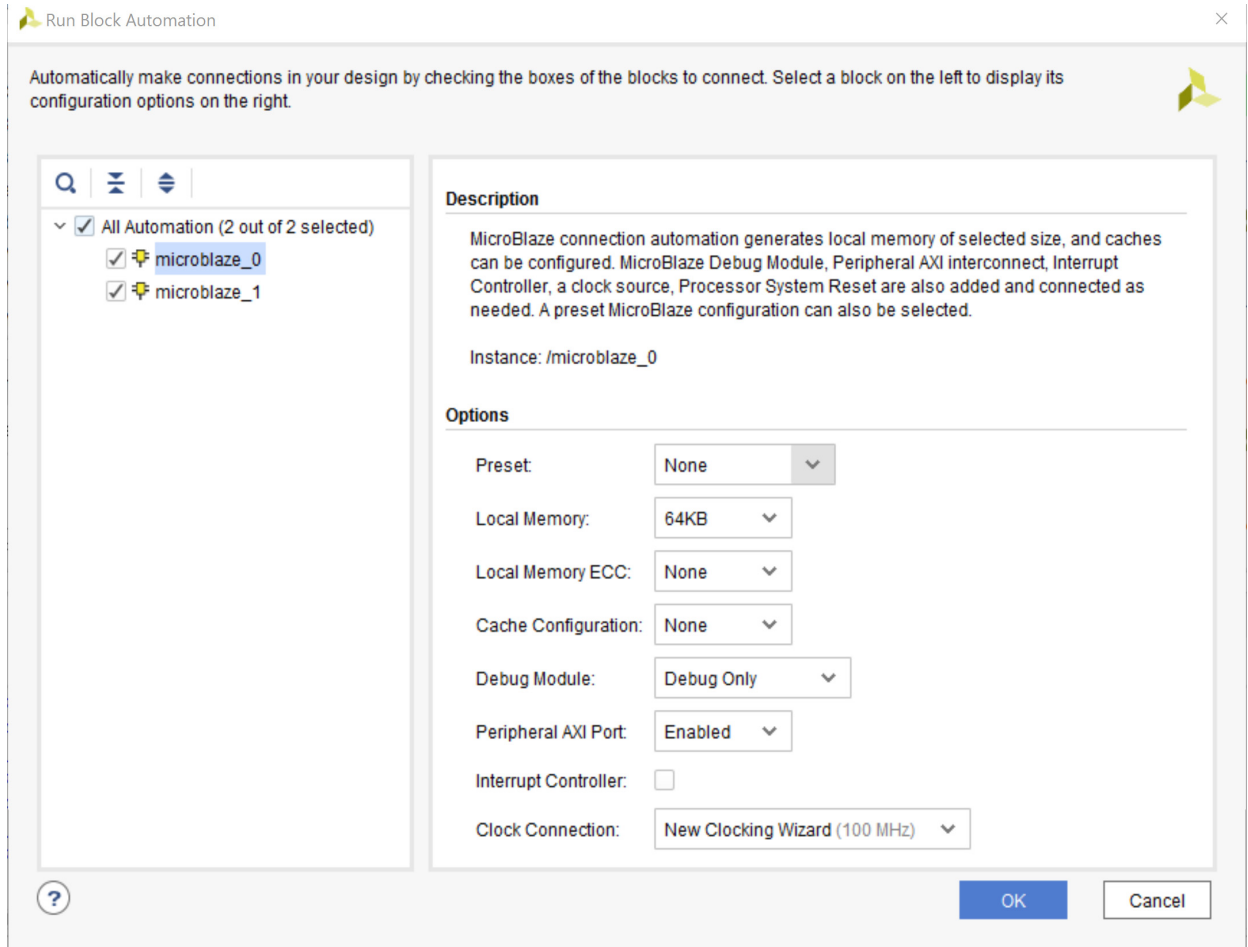 Run Block Automation
Automatically make connections in your design by checking the boxes of the blocks to connect. Select a block on the left to display its
configuration options on the right.
All Automation (2 out of 2 selected)
microblaze_0
microblaze_1
Description
MicroBlaze connection automation generates local memory of selected size, and caches
can be configured. MicroBlaze Debug Module, Peripheral AXI interconnect, Interrupt
Controller, a clock source, Processor System Reset are also added and connected as
needed. A preset MicroBlaze configuration can also be selected.
Instance: /microblaze_0
Options
Preset: None
Local Memory: 64KB
Local Memory ECC: None
Cache Configuration: None
Debug Module: Debug Only
Peripheral AXI Port: Enabled
Interrupt Controller:
Clock Connection: New Clocking Wizard (100 MHz)
? OK Cancel